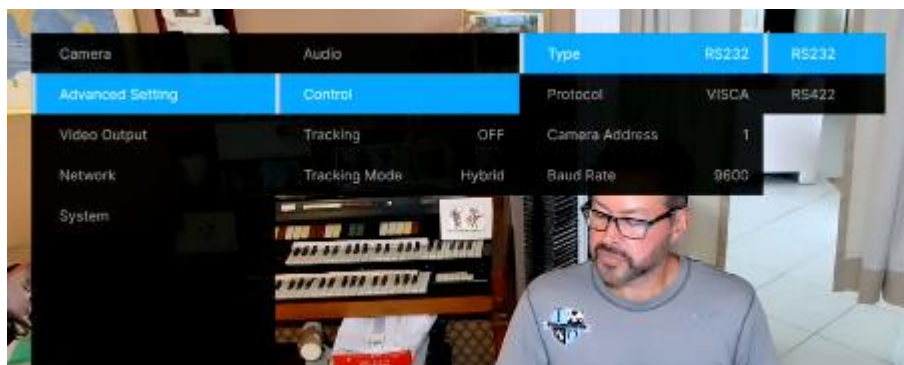 Camera
Audio
Type RS232 RS232
Advanced Setting
Control
Protocol VISCA RS422
Video Output
Tracking OFF
Camera Address 1
Network
Tracking Mode Hybrid
Baud Rate 9600
System